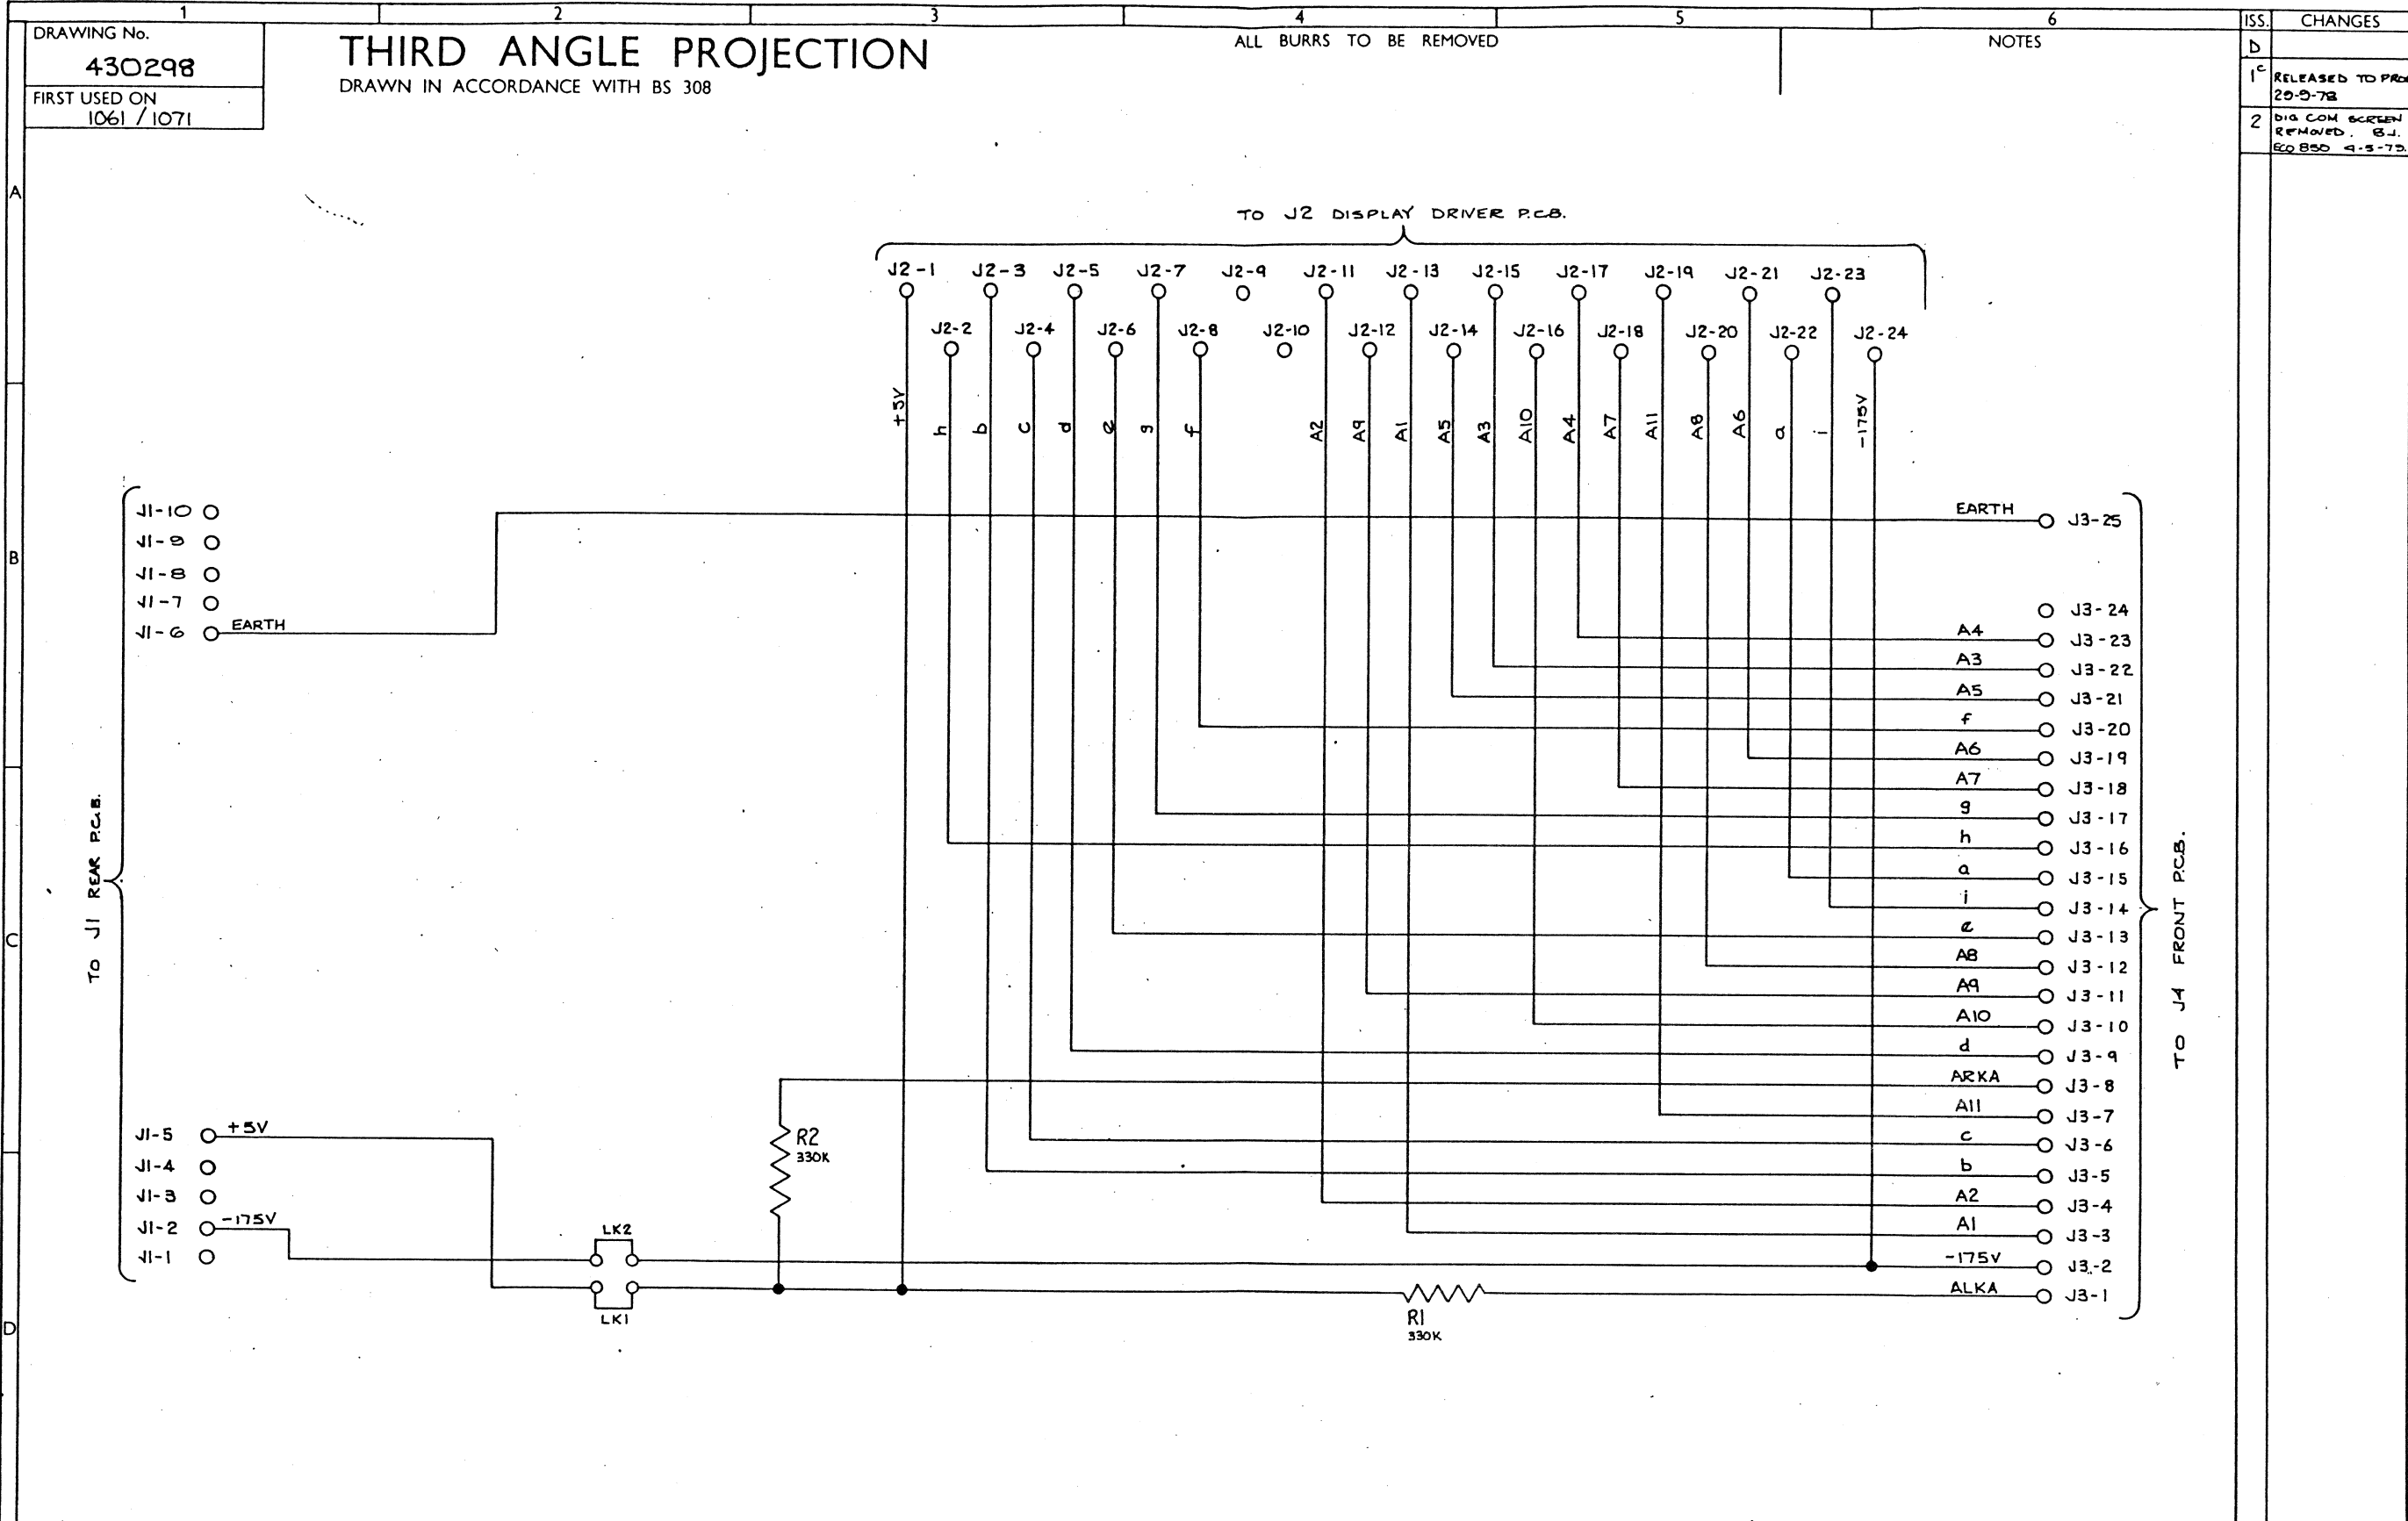 1 2 3 4 5 6
ISS. CHANGES
DRAWING No.
430298
FIRST USED ON
1061 / 1071
THIRD ANGLE PROJECTION
DRAWN IN ACCORDANCE WITH BS 308
ALL BURRS TO BE REMOVED
NOTES
D
1c RELEASED TO
29-9-78
2 DIG COM SCREEN
REMOVED. B.J.
ECO 850 4-5-79.
A
B
C
D
TO J2 DISPLAY DRIVER P.C.B.
J2-1 J2-3 J2-5 J2-7 J2-9 J2-11 J2-13 J2-15 J2-17 J2-19 J2-21 J2-23
J2-2 J2-4 J2-6 J2-8 J2-10 J2-12 J2-14 J2-16 J2-18 J2-20 J2-22 J2-24
+5V h b c d e g f A2 A9 A1 A5 A3 A10 A4 A7 A11 A8 A6 a i -175V
TO J1 REAR P.C.B.
J1-10
J1-9
J1-8
J1-7
J1-6 EARTH
J1-5 +5V
J1-4
J1-3
J1-2 -175V
J1-1
LK2
LK1
R2
330K
R1
330K
EARTH J3-25
J3-24
A4 J3-23
A3 J3-22
A5 J3-21
f J3-20
A6 J3-19
A7 J3-18
g J3-17
h J3-16
a J3-15
i J3-14
e J3-13
A8 J3-12
A9 J3-11
A10 J3-10
d J3-9
ARKA J3-8
A11 J3-7
c J3-6
b J3-5
A2 J3-4
A1 J3-3
-175V J3-2
ALKA J3-1
TO J4 FRONT P.C.B.